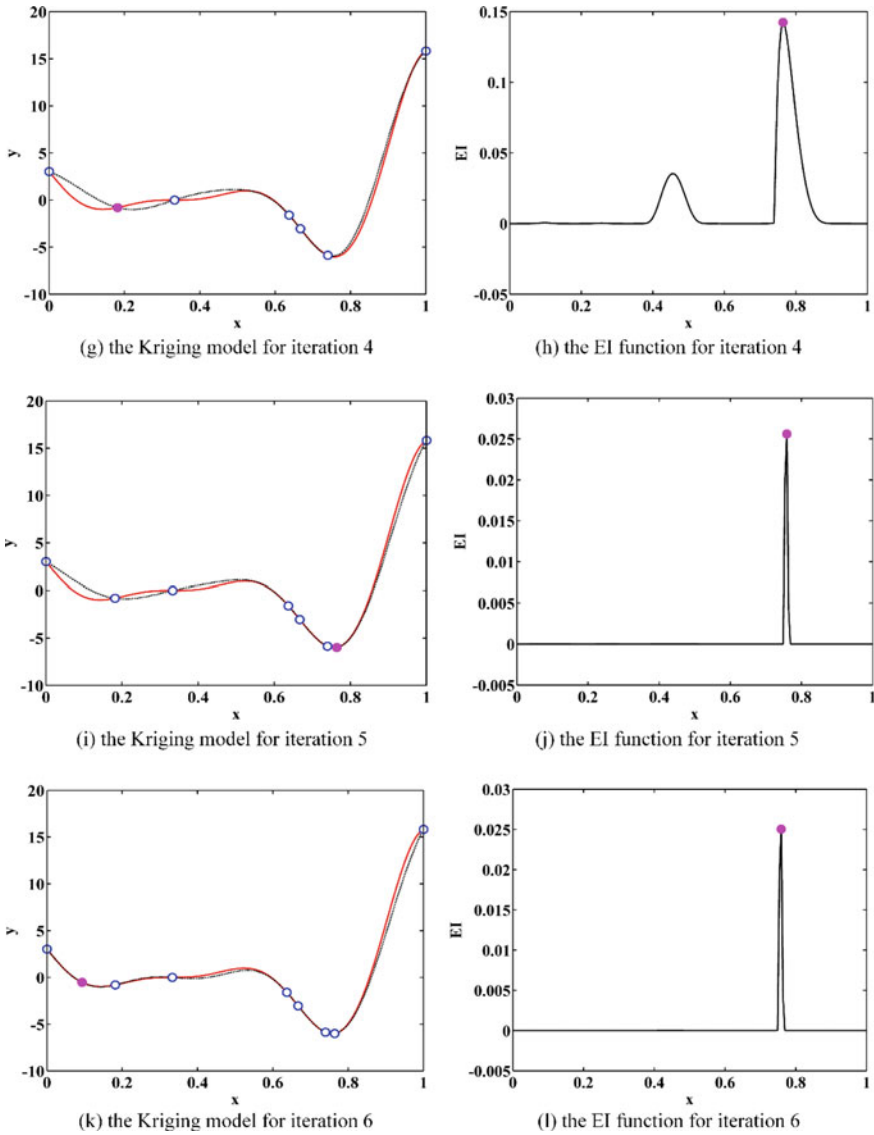 20
15
10
5
0
-5
-10
y
0 0.2 0.4 0.6 0.8 1
x
(g) the Kriging model for iteration 4
0.15
0.1
0.05
0
-0.05
EI
0 0.2 0.4 0.6 0.8 1
x
(h) the EI function for iteration 4
20
15
10
5
0
-5
-10
y
0 0.2 0.4 0.6 0.8 1
x
(i) the Kriging model for iteration 5
0.03
0.025
0.02
0.015
0.01
0.005
0
-0.005
EI
0 0.2 0.4 0.6 0.8 1
x
(j) the EI function for iteration 5
20
15
10
5
0
-5
-10
y
0 0.2 0.4 0.6 0.8 1
x
(k) the Kriging model for iteration 6
0.03
0.025
0.02
0.015
0.01
0.005
0
-0.005
EI
0 0.2 0.4 0.6 0.8 1
x
(l) the EI function for iteration 6